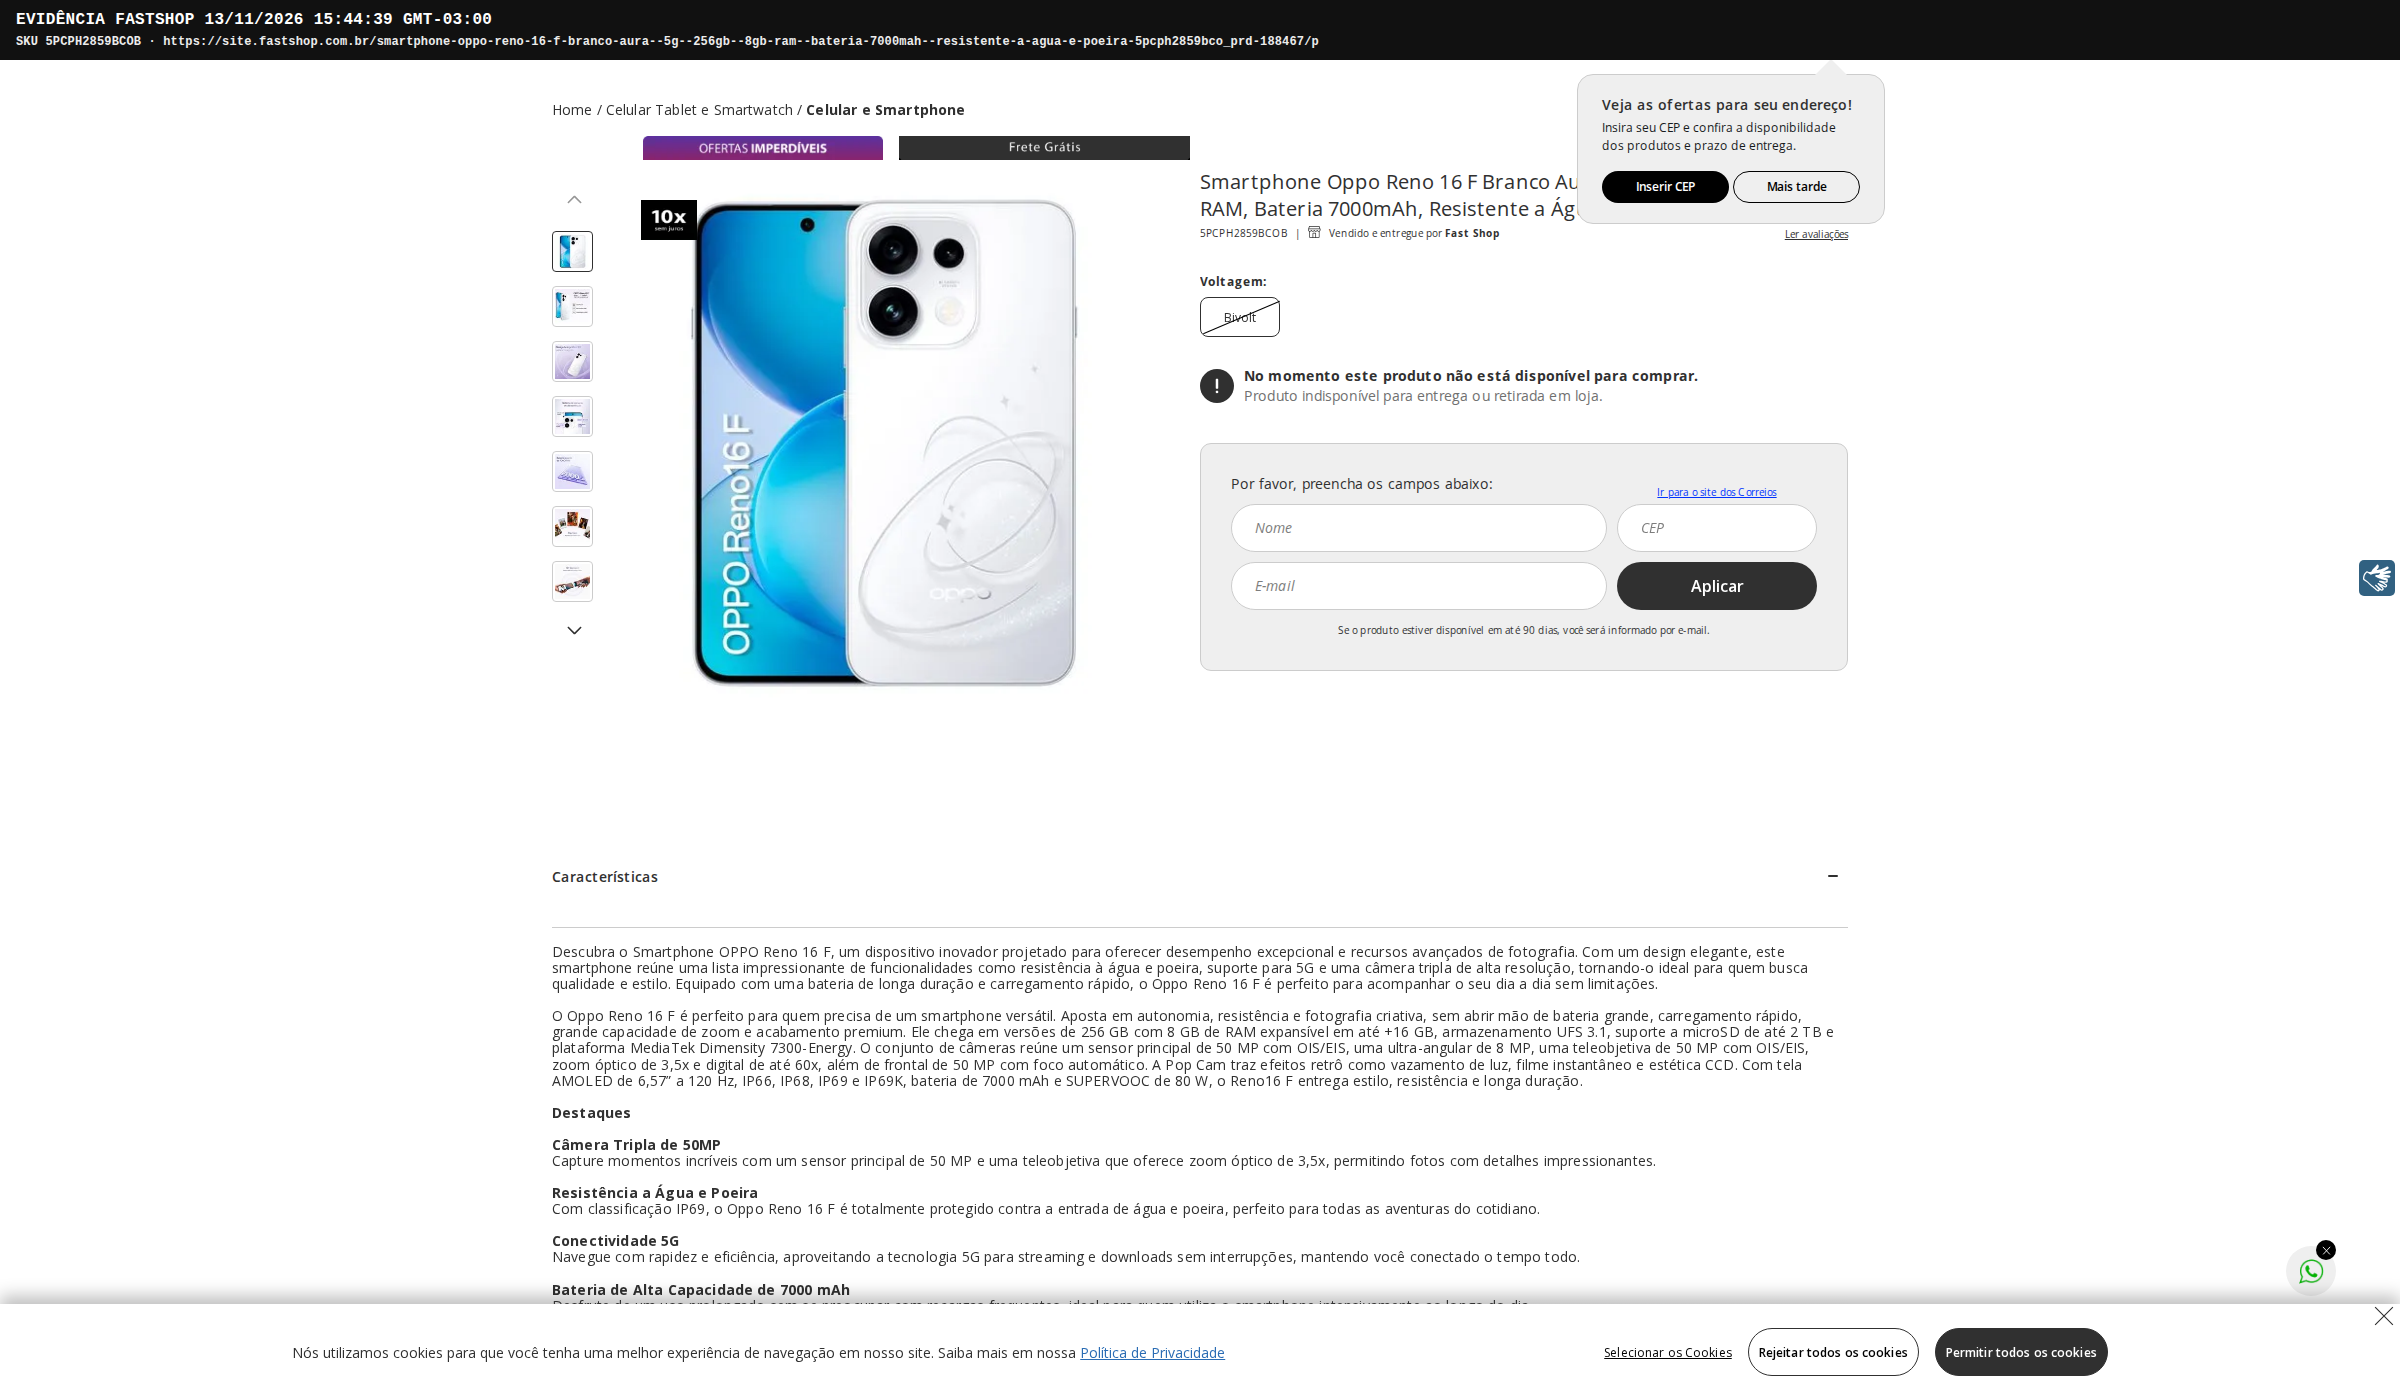 EVIDÊNCIA FASTSHOP 13/11/2026 15:44:39 GMT-03:00
SKU 5PCPH2859BCOB · https://site.fastshop.com.br/smartphone-oppo-reno-16-f-branco-aura--5g--256gb--8gb-ram--bateria-7000mah--resistente-a-agua-e-poeira-5pcph2859bco_prd-188467/p
Home / Celular Tablet e Smartwatch / Celular e Smartphone
OFERTAS IMPERDÍVEIS
Frete Grátis
Veja as ofertas para seu endereço!
Insira seu CEP e confira a disponibilidade
dos produtos e prazo de entrega.
Inserir CEP
Mais tarde
10x
sem juros
OPPO Reno16 F
oppo
Smartphone Oppo Reno 16 F Branco Au
RAM, Bateria 7000mAh, Resistente a Ág
5PCPH2859BCOB | Vendido e entregue por Fast Shop
Ler avaliações
Voltagem:
Bivolt
No momento este produto não está disponível para comprar.
Produto indisponível para entrega ou retirada em loja.
Por favor, preencha os campos abaixo:
Ir para o site dos Correios
Nome
CEP
E-mail
Aplicar
Se o produto estiver disponível em até 90 dias, você será informado por e-mail.
Características
Descubra o Smartphone OPPO Reno 16 F, um dispositivo inovador projetado para oferecer desempenho excepcional e recursos avançados de fotografia. Com um design elegante, este
smartphone reúne uma lista impressionante de funcionalidades como resistência à água e poeira, suporte para 5G e uma câmera tripla de alta resolução, tornando-o ideal para quem busca
qualidade e estilo. Equipado com uma bateria de longa duração e carregamento rápido, o Oppo Reno 16 F é perfeito para acompanhar o seu dia a dia sem limitações.
O Oppo Reno 16 F é perfeito para quem precisa de um smartphone versátil. Aposta em autonomia, resistência e fotografia criativa, sem abrir mão de bateria grande, carregamento rápido,
grande capacidade de zoom e acabamento premium. Ele chega em versões de 256 GB com 8 GB de RAM expansível em até +16 GB, armazenamento UFS 3.1, suporte a microSD de até 2 TB e
plataforma MediaTek Dimensity 7300-Energy. O conjunto de câmeras reúne um sensor principal de 50 MP com OIS/EIS, uma ultra-angular de 8 MP, uma teleobjetiva de 50 MP com OIS/EIS,
zoom óptico de 3,5x e digital de até 60x, além de frontal de 50 MP com foco automático. A Pop Cam traz efeitos retrô como vazamento de luz, filme instantâneo e estética CCD. Com tela
AMOLED de 6,57” a 120 Hz, IP66, IP68, IP69 e IP69K, bateria de 7000 mAh e SUPERVOOC de 80 W, o Reno16 F entrega estilo, resistência e longa duração.
Destaques
Câmera Tripla de 50MP
Capture momentos incríveis com um sensor principal de 50 MP e uma teleobjetiva que oferece zoom óptico de 3,5x, permitindo fotos com detalhes impressionantes.
Resistência a Água e Poeira
Com classificação IP69, o Oppo Reno 16 F é totalmente protegido contra a entrada de água e poeira, perfeito para todas as aventuras do cotidiano.
Conectividade 5G
Navegue com rapidez e eficiência, aproveitando a tecnologia 5G para streaming e downloads sem interrupções, mantendo você conectado o tempo todo.
Bateria de Alta Capacidade de 7000 mAh
Nós utilizamos cookies para que você tenha uma melhor experiência de navegação em nosso site. Saiba mais em nossa Política de Privacidade
Selecionar os Cookies
Rejeitar todos os cookies
Permitir todos os cookies